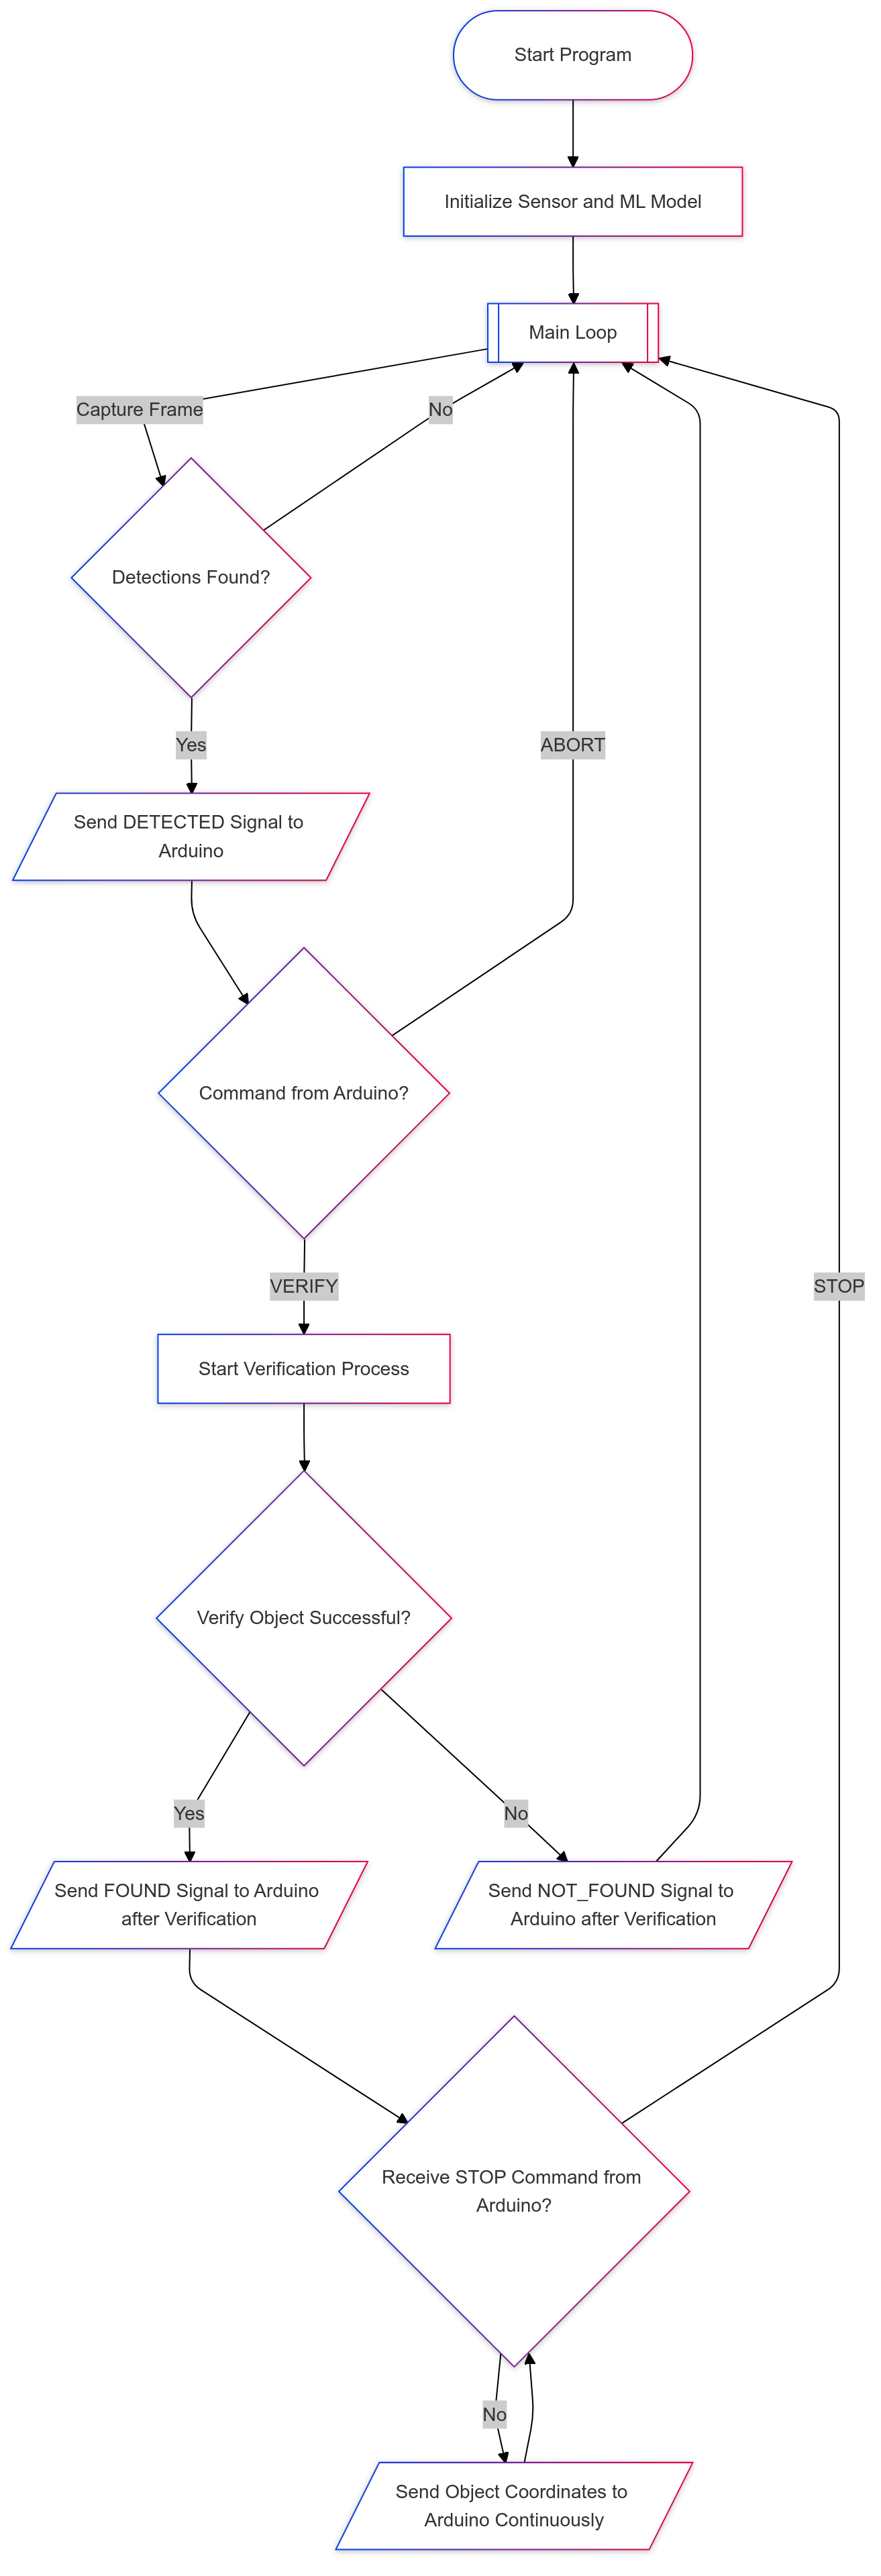 Start Program
Initialize Sensor and ML Model
Main Loop
Capture Frame
No
Detections Found?
Yes
ABORT
Send DETECTED Signal to
Arduino
Command from Arduino?
VERIFY
STOP
Start Verification Process
Verify Object Successful?
Yes
No
Send FOUND Signal to Arduino
after Verification
Send NOT_FOUND Signal to
Arduino after Verification
Receive STOP Command from
Arduino?
No
Send Object Coordinates to
Arduino Continuously